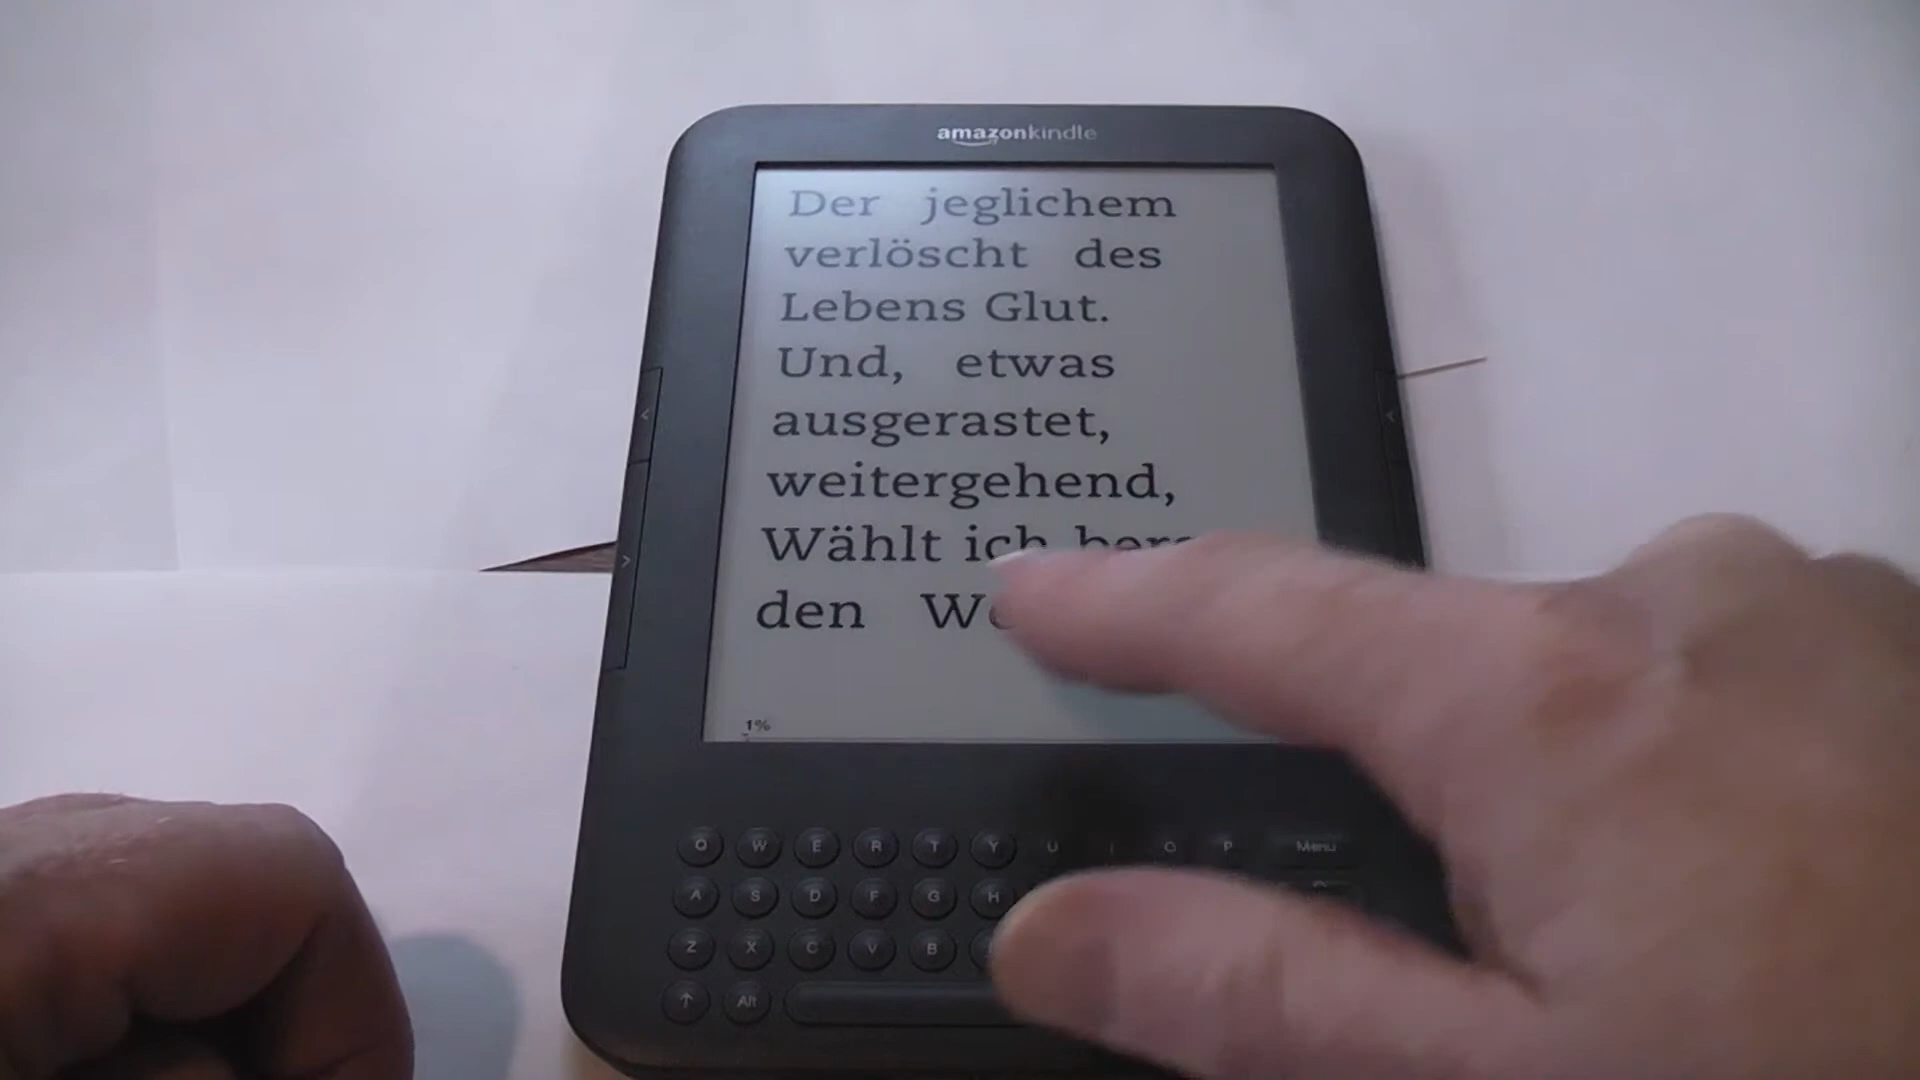 amazonkindle
Der jeglichem
verlöscht des
Lebens Glut.
Und, etwas
ausgerastet,
weitergehend,
Wählt ich
den
1%
Q W E R T Y U I O P Menu
A S D F G H
Z X C V B
↑ Alt